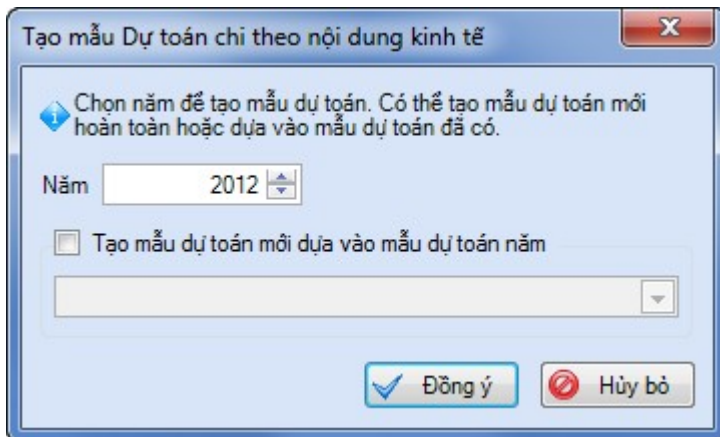 Tạo mẫu Dự toán chi theo nội dung kinh tế
Chọn năm để tạo mẫu dự toán. Có thể tạo mẫu dự toán mới
hoàn toàn hoặc dựa vào mẫu dự toán đã có.
Năm 2012
Tạo mẫu dự toán mới dựa vào mẫu dự toán năm
Đồng ý Hủy bỏ